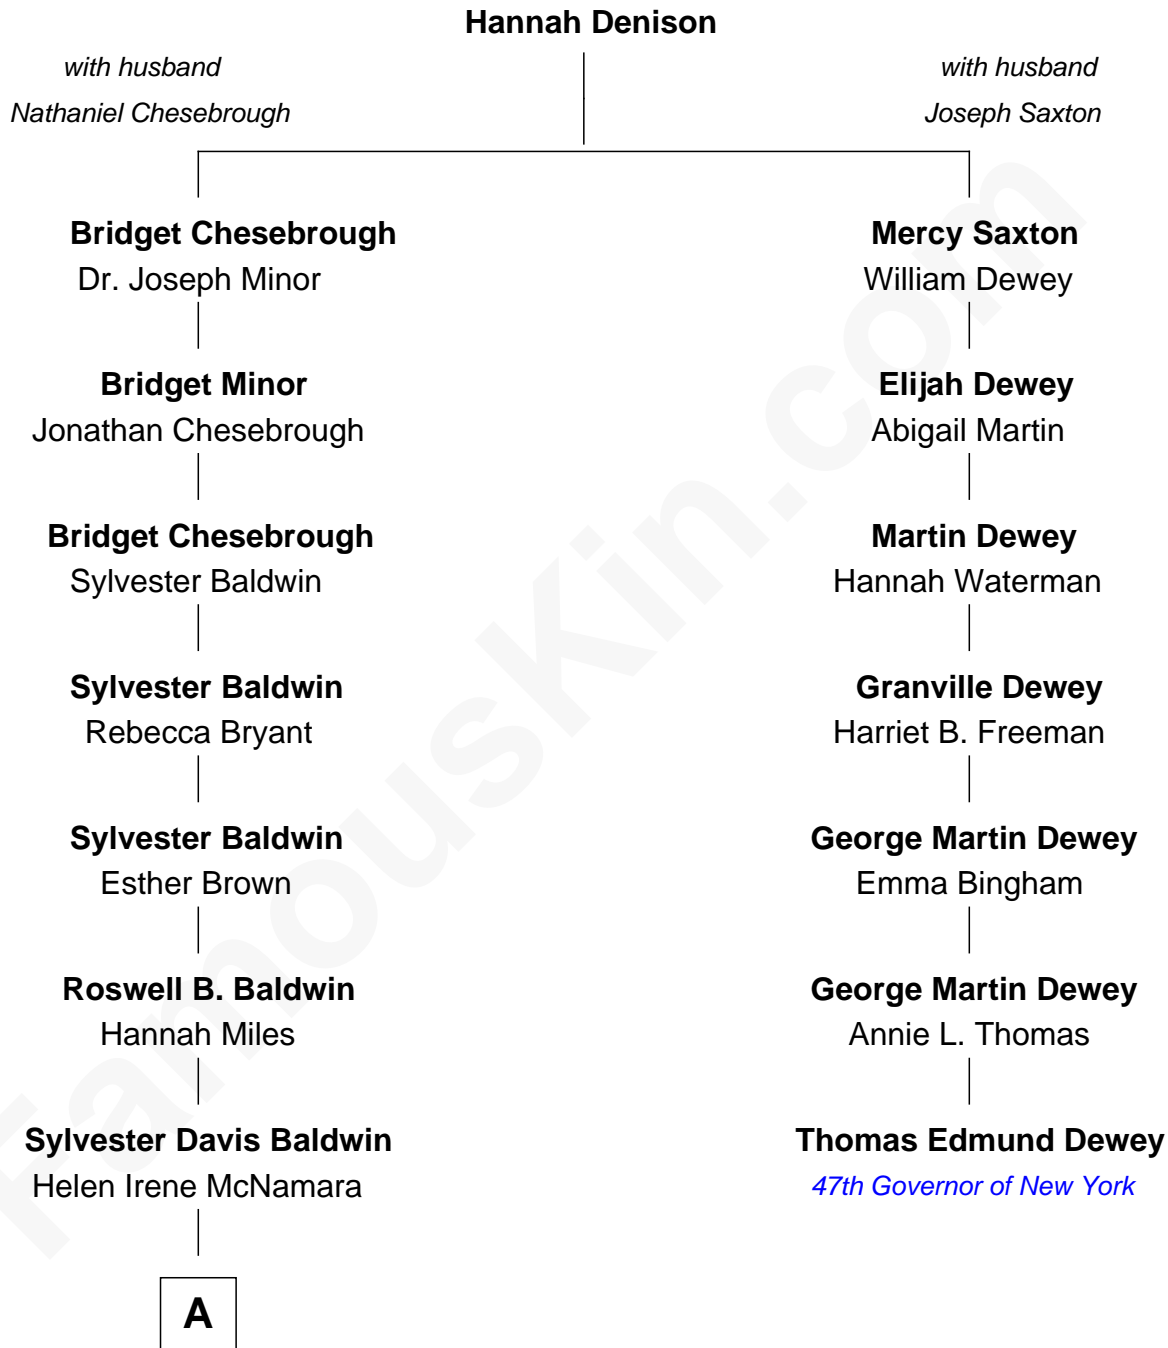 Hannah Denison
with husband
Nathaniel Chesebrough
with husband
Joseph Saxton
Bridget Chesebrough
Dr. Joseph Minor
Mercy Saxton
William Dewey
Bridget Minor
Jonathan Chesebrough
Elijah Dewey
Abigail Martin
Bridget Chesebrough
Sylvester Baldwin
Martin Dewey
Hannah Waterman
Sylvester Baldwin
Rebecca Bryant
Granville Dewey
Harriet B. Freeman
Sylvester Baldwin
Esther Brown
George Martin Dewey
Emma Bingham
Roswell B. Baldwin
Hannah Miles
George Martin Dewey
Annie L. Thomas
Sylvester Davis Baldwin
Helen Irene McNamara
Thomas Edmund Dewey
47th Governor of New York
A
FamousKin.com